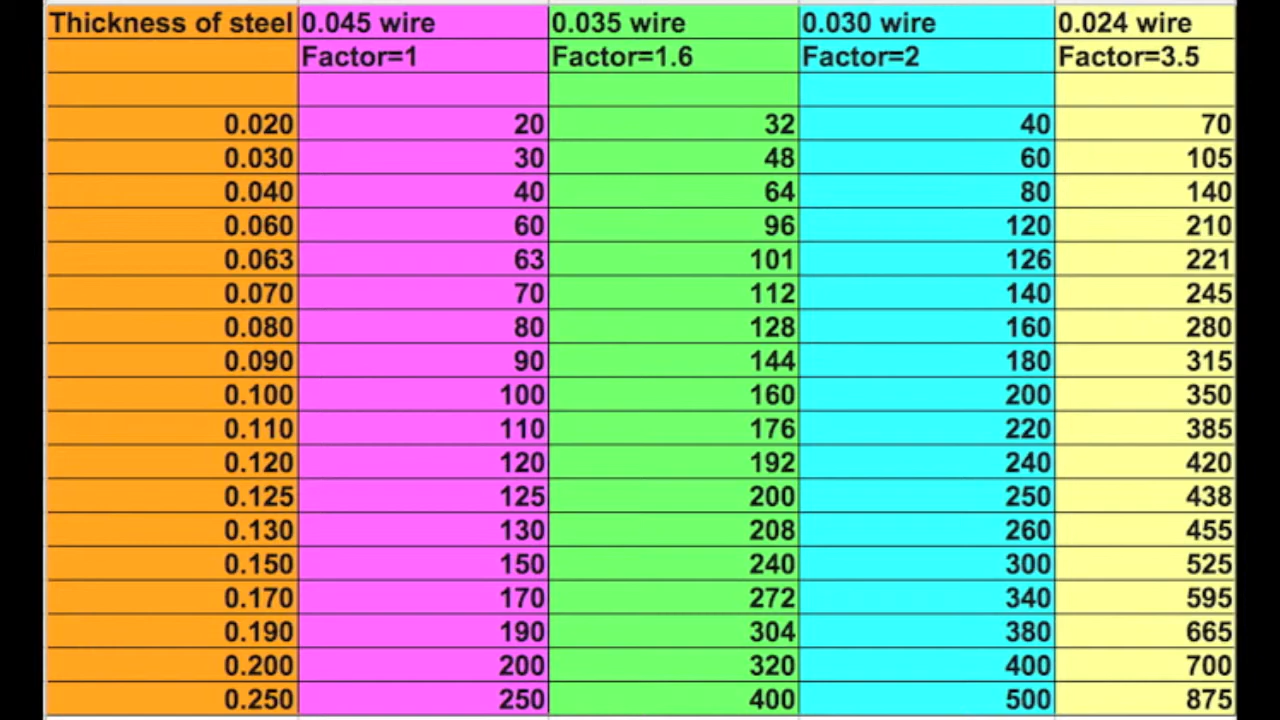 Thickness of steel 0.045 wire 0.035 wire 0.030 wire 0.024 wire
Factor=1 Factor=1.6 Factor=2 Factor=3.5
0.020 20 32 40 70
0.030 30 48 60 105
0.040 40 64 80 140
0.060 60 96 120 210
0.063 63 101 126 221
0.070 70 112 140 245
0.080 80 128 160 280
0.090 90 144 180 315
0.100 100 160 200 350
0.110 110 176 220 385
0.120 120 192 240 420
0.125 125 200 250 438
0.130 130 208 260 455
0.150 150 240 300 525
0.170 170 272 340 595
0.190 190 304 380 665
0.200 200 320 400 700
0.250 250 400 500 875